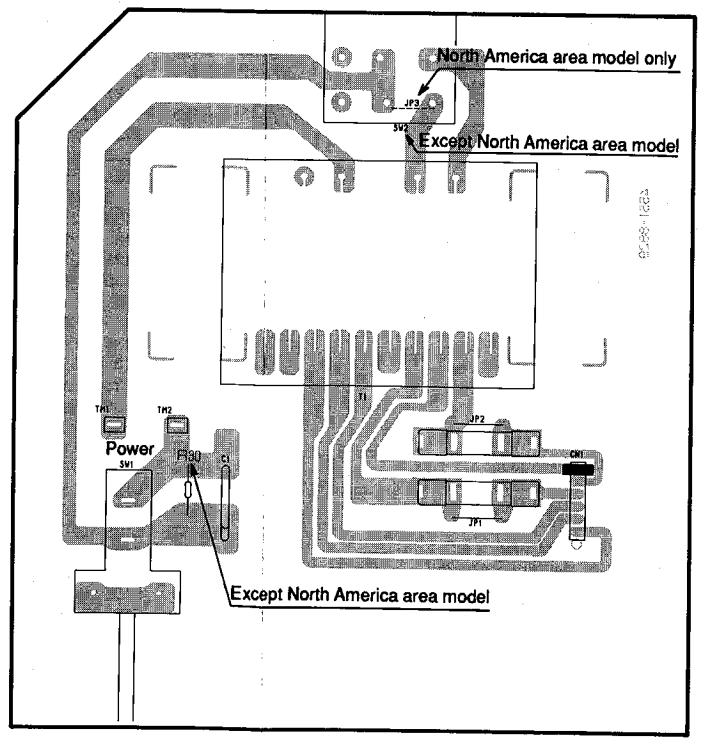 North America area model only
JP3
SW2
Except North America area model
T1
TM1
TM2
JP2
Power
R30
SW1
C1
CN1
JP1
Except North America area model